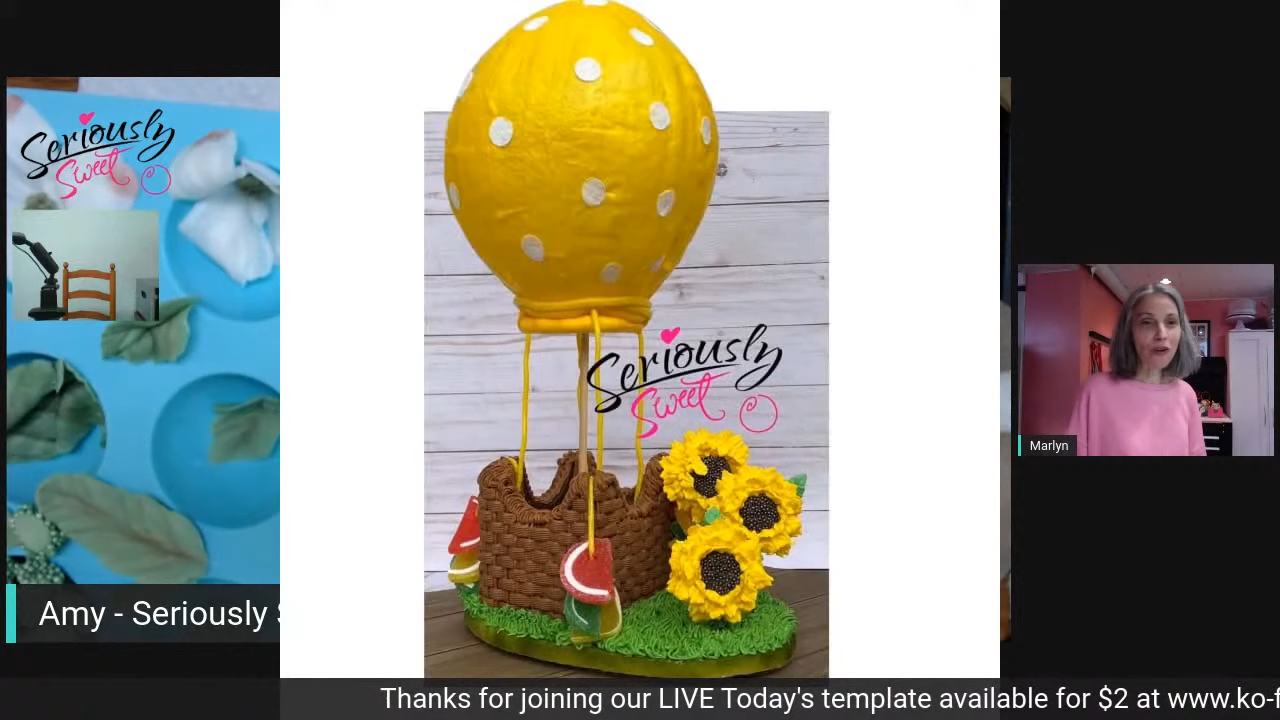 Seriously
Sweet
Seriously
Sweet
Marlyn
Amy - Seriously
Thanks for joining our LIVE Today's template available for $2 at www.ko-f